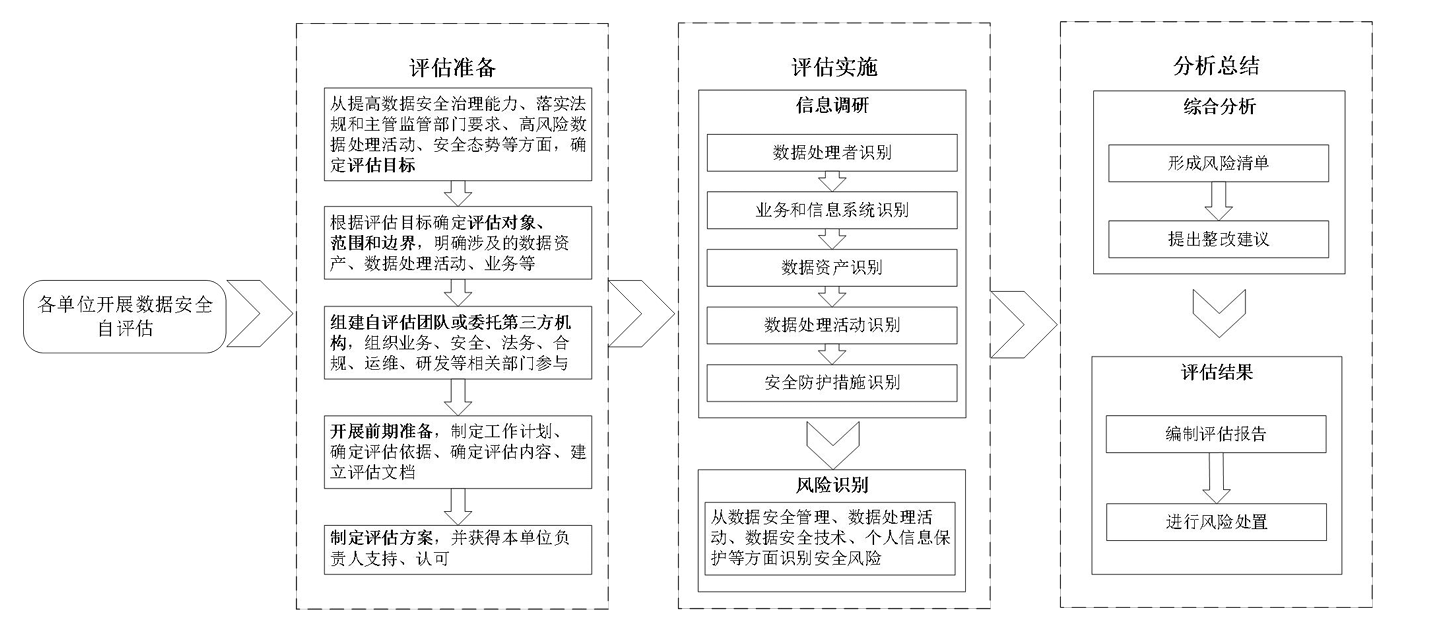 各单位开展数据安全
自评估
评估准备
从提高数据安全治理能力、落实法
规和主管监管部门要求、高风险数
据处理活动、安全态势等方面，确
定评估目标
根据评估目标确定评估对象、
范围和边界，明确涉及的数据资
产、数据处理活动、业务等
组建自评估团队或委托第三方机
构，组织业务、安全、法务、合
规、运维、研发等相关部门参与
开展前期准备，制定工作计划、
确定评估依据、确定评估内容、建
立评估文档
制定评估方案，并获得本单位负
责人支持、认可
评估实施
信息调研
数据处理者识别
业务和信息系统识别
数据资产识别
数据处理活动识别
安全防护措施识别
风险识别
从数据安全管理、数据处理活
动、数据安全技术、个人信息保
护等方面识别安全风险
分析总结
综合分析
形成风险清单
提出整改建议
评估结果
编制评估报告
进行风险处置